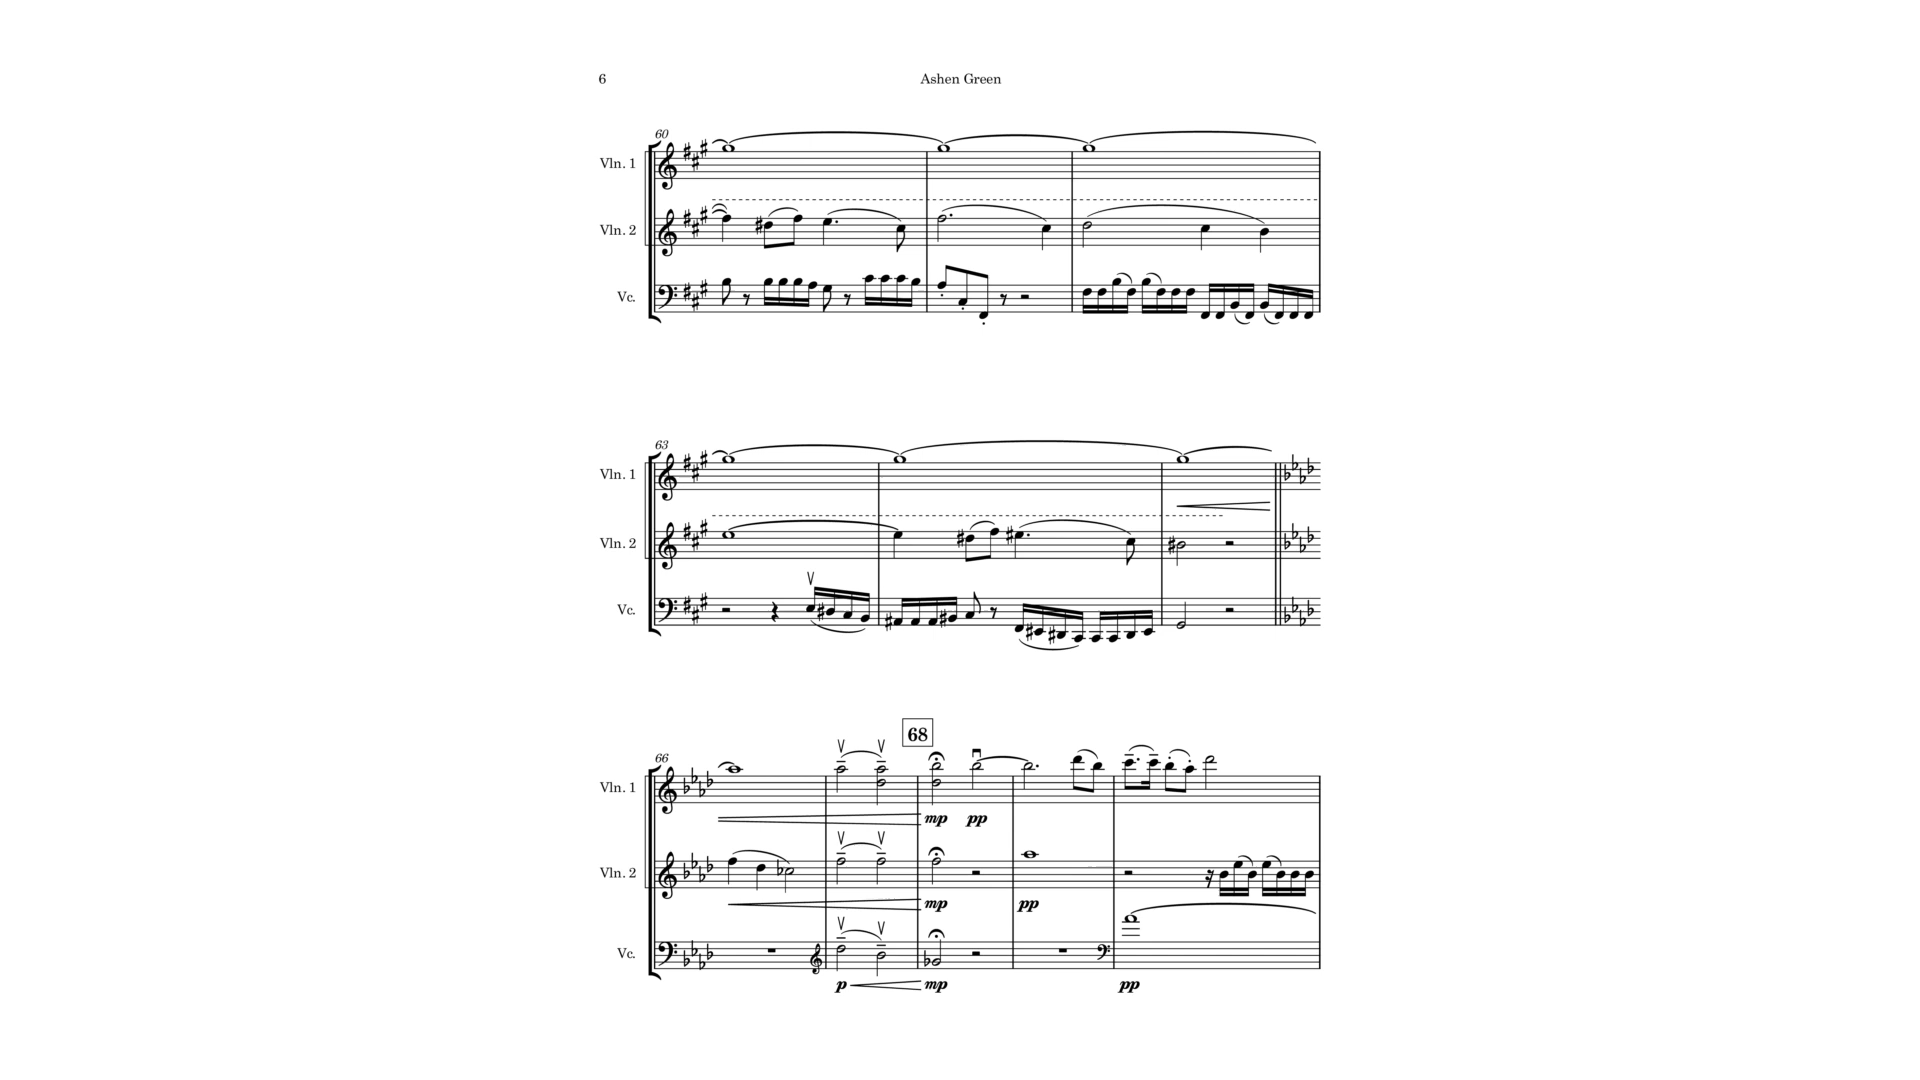 6 Ashen Green
60
Vln. 1
Vln. 2
Vc.
63
Vln. 1
Vln. 2
Vc.
68
66
Vln. 1
mp pp
Vln. 2
mp pp
Vc.
p mp pp